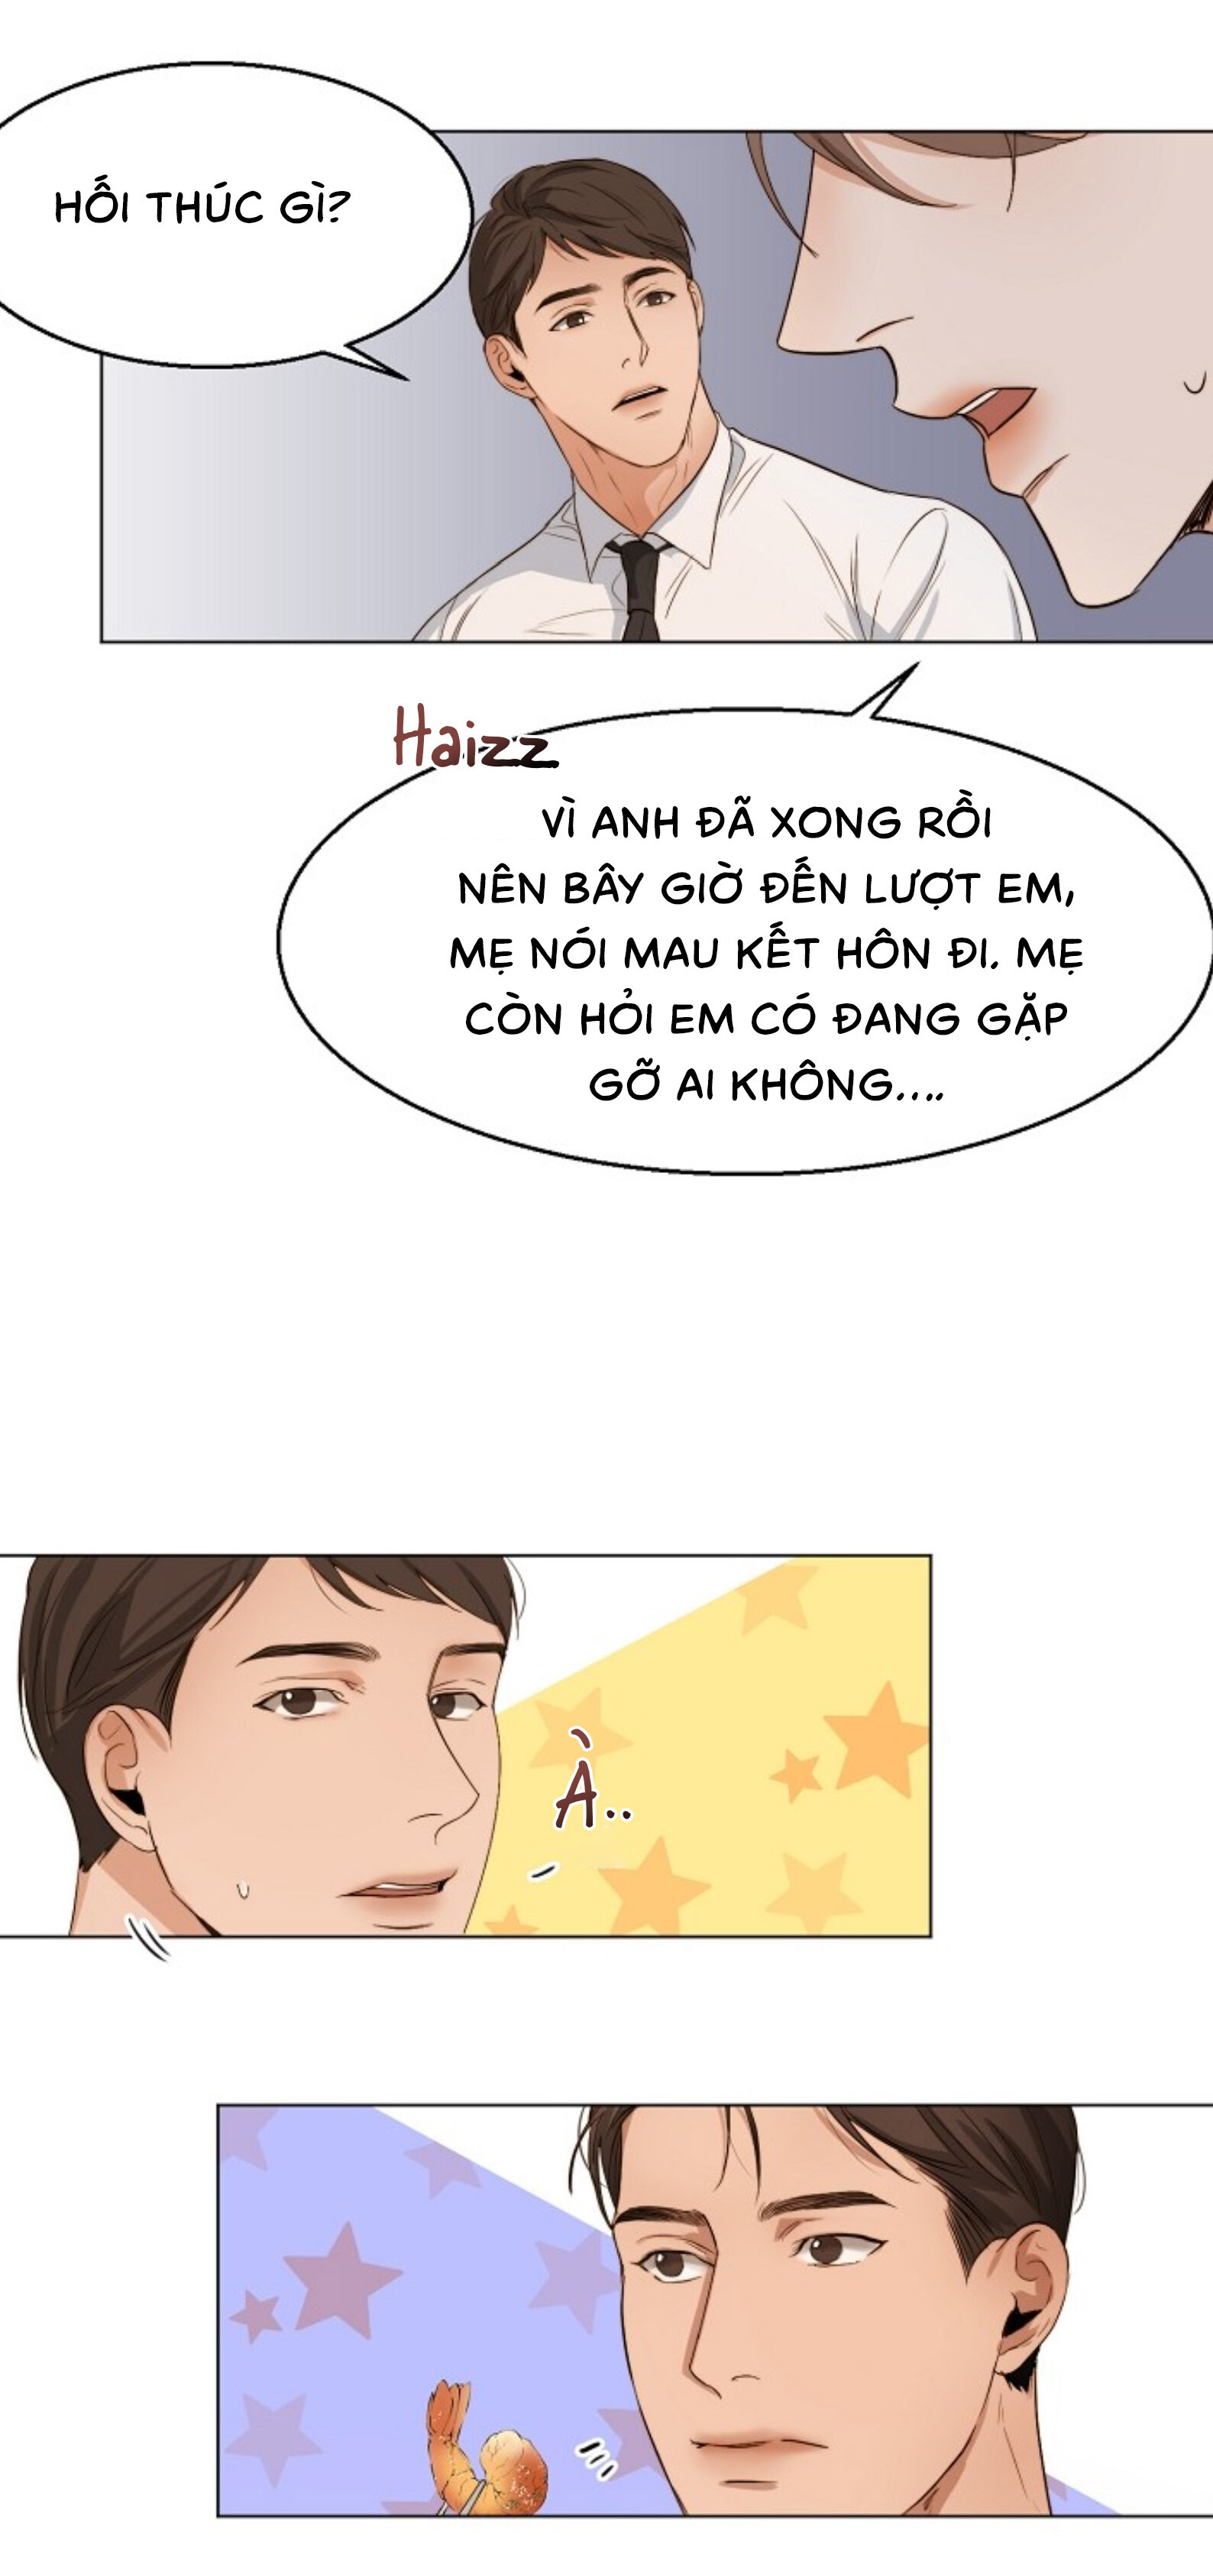 HỐI THÚC GÌ?
Haizz
VÌ ANH ĐÃ XONG RỒI
NÊN BÂY GIỜ ĐẾN LƯỢT EM,
MẸ NÓI MAU KẾT HÔN ĐI. MẸ
CÒN HỎI EM CÓ ĐANG GẶP
GỠ AI KHÔNG....
À..